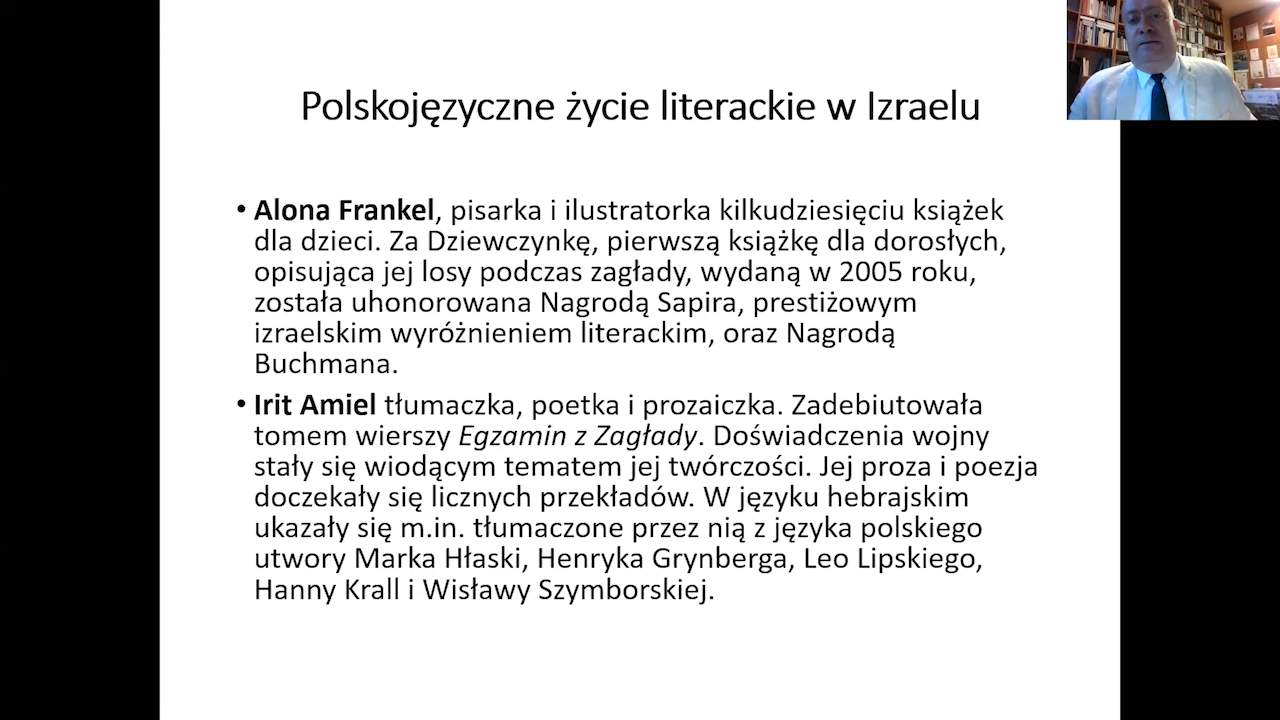 Polskojęzyczne życie literackie w Izraelu
• Alona Frankel, pisarka i ilustratorka kilkudziesięciu książek
dla dzieci. Za Dziewczynkę, pierwszą książkę dla dorosłych,
opisująca jej losy podczas zagłady, wydaną w 2005 roku,
została uhonorowana Nagrodą Sapira, prestiżowym
izraelskim wyróżnieniem literackim, oraz Nagrodą
Buchmana.
• Irit Amiel tłumaczka, poetka i prozaiczka. Zadebiutowała
tomem wierszy Egzamin z Zagłady. Doświadczenia wojny
stały się wiodącym tematem jej twórczości. Jej proza i poezja
doczekały się licznych przekładów. W języku hebrajskim
ukazały się m.in. tłumaczone przez nią z języka polskiego
utwory Marka Hłaski, Henryka Grynberga, Leo Lipskiego,
Hanny Krall i Wisławy Szymborskiej.